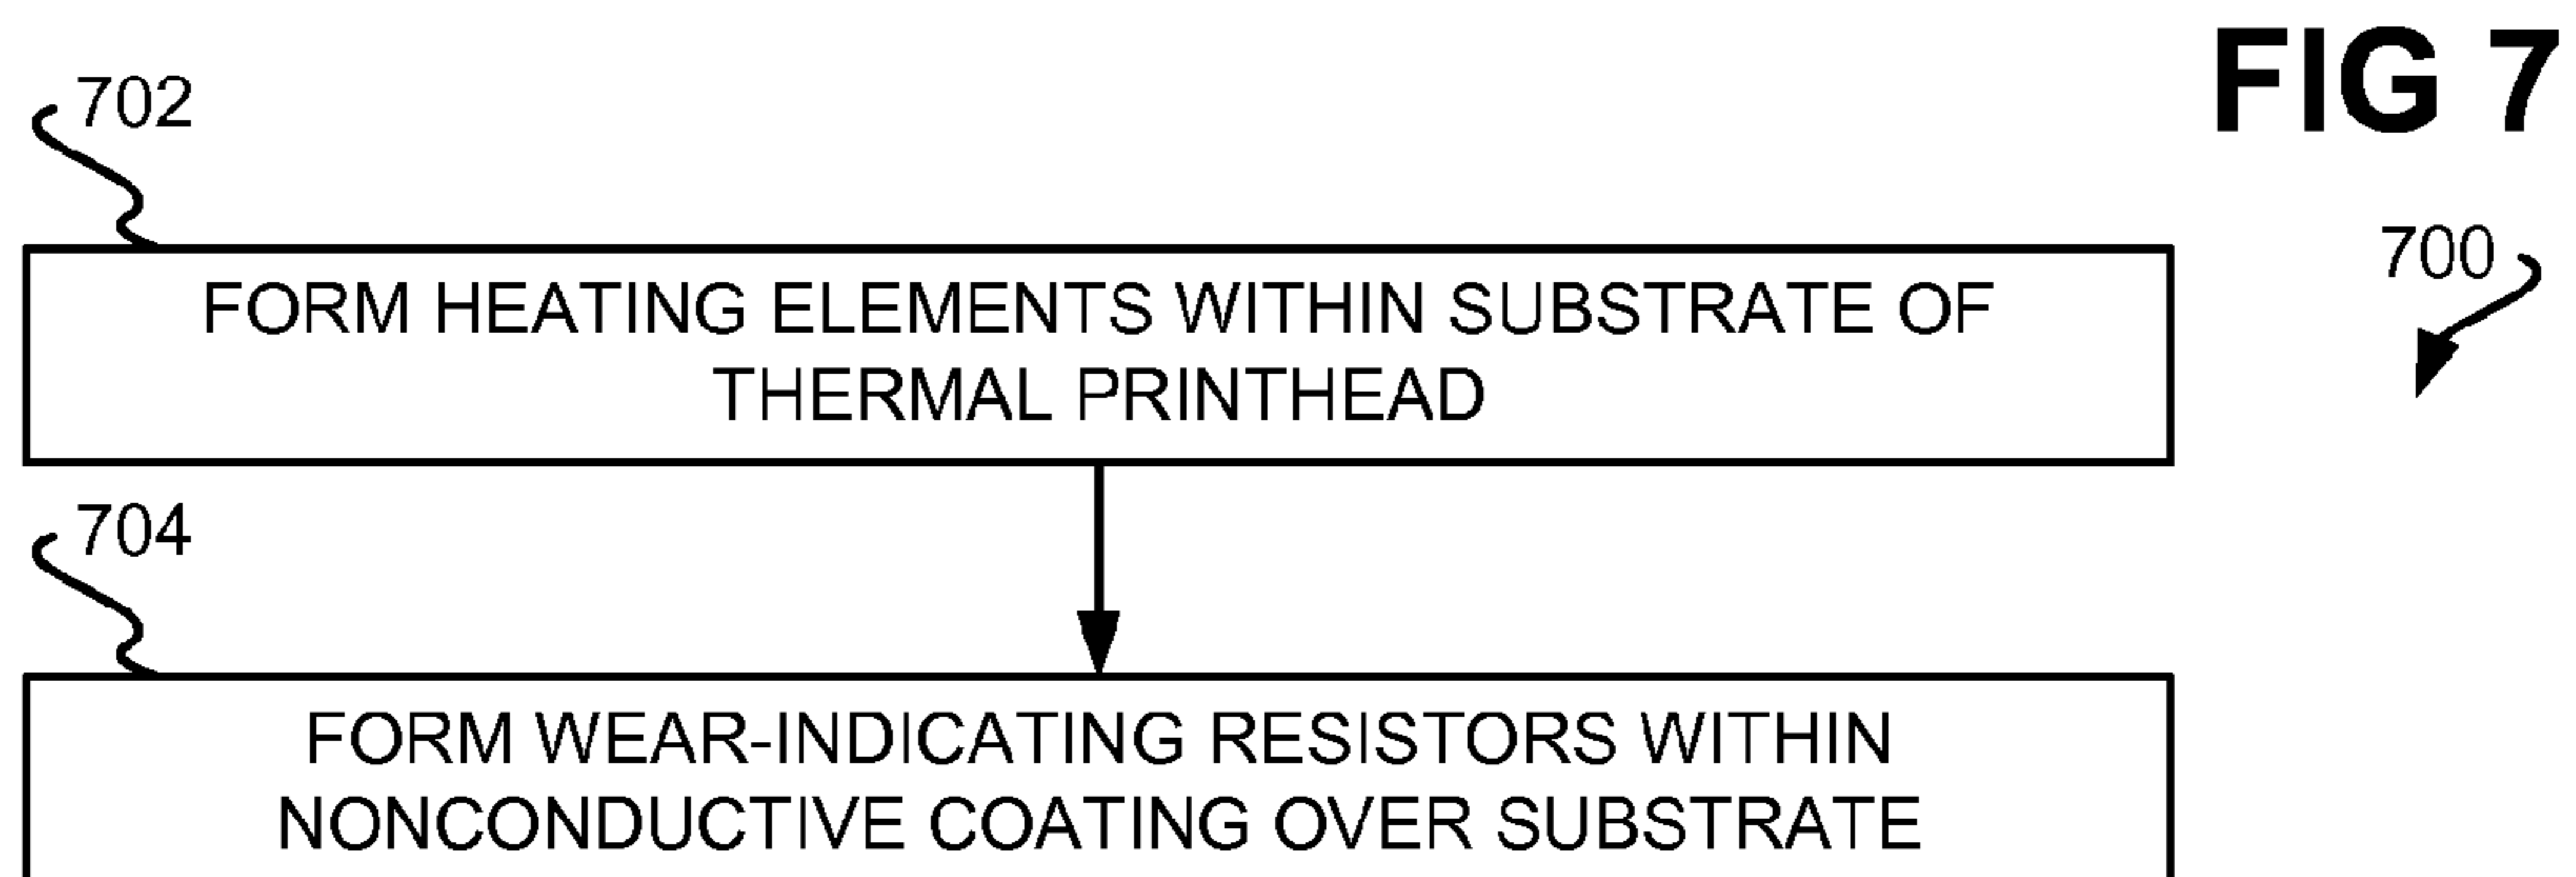 FIG 7
702
700
FORM HEATING ELEMENTS WITHIN SUBSTRATE OF
THERMAL PRINTHEAD
704
FORM WEAR-INDICATING RESISTORS WITHIN
NONCONDUCTIVE COATING OVER SUBSTRATE